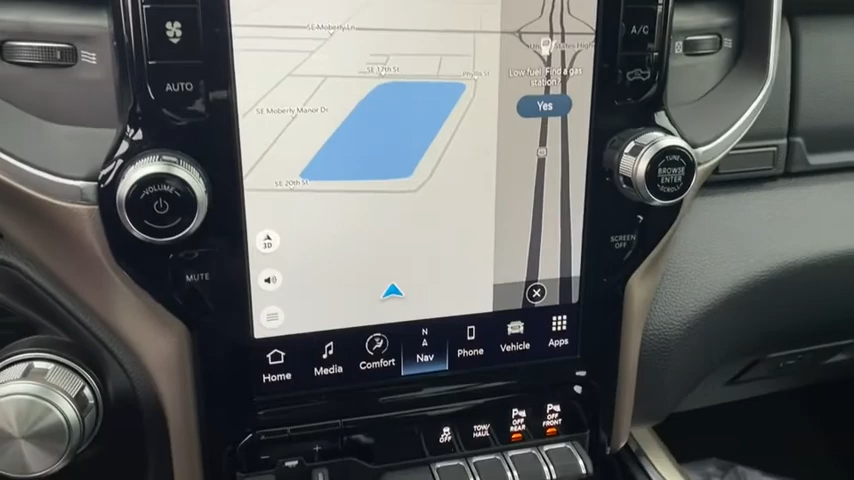 SE Moberly Ln
SE 17th St
Phyllis St
SE Moberly Manor Dr
SE 20th St
Low fuel. Find a gas
station?
Yes
3D
AUTO
A/C
VOLUME
MUTE
TUNE
BROWSE
ENTER
SCROLL
SCREEN
OFF
Home
Media
Comfort
N
Nav
Phone
Vehicle
Apps
OFF
TOW/
HAUL
P
OFF
REAR
P
OFF
FRONT